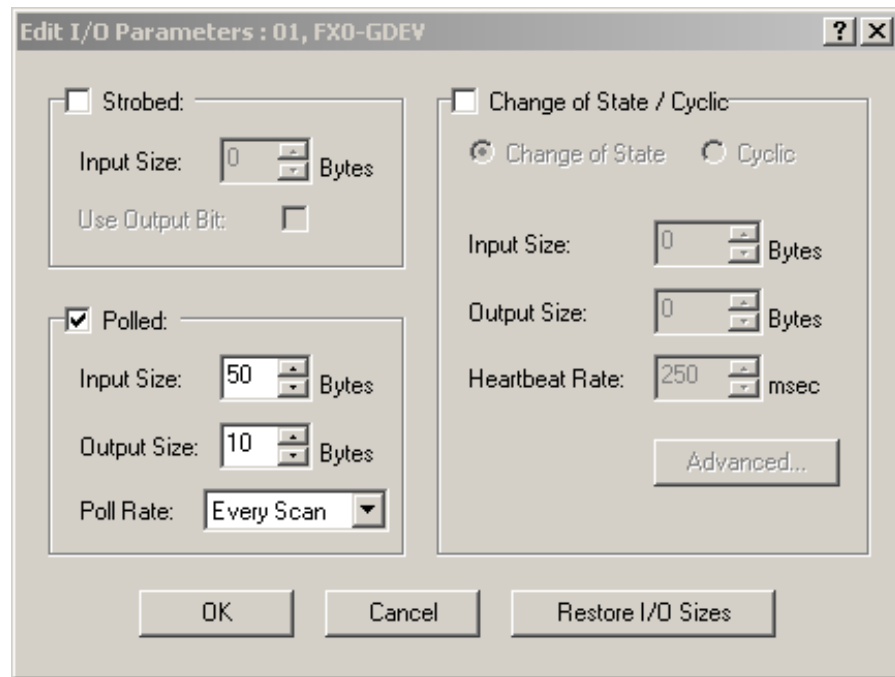 Edit I/O Parameters : 01, FX0-GDEV
Strobed:
Input Size: 0 Bytes
Use Output Bit:
Polled:
Input Size: 50 Bytes
Output Size: 10 Bytes
Poll Rate: Every Scan
Change of State / Cyclic
Change of State Cyclic
Input Size: 0 Bytes
Output Size: 0 Bytes
Heartbeat Rate: 250 msec
Advanced...
OK Cancel Restore I/O Sizes